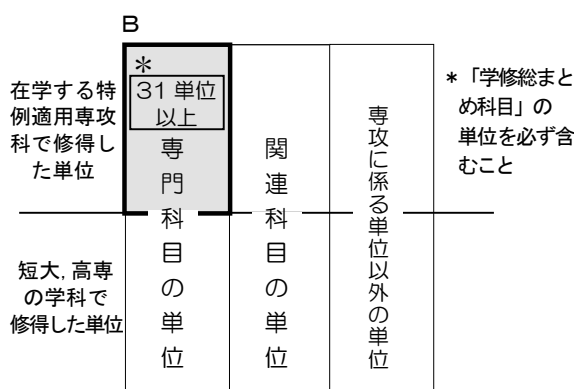 B
*
31 単位
以上
専門科目の単位
関連科目の単位
専攻に係る単位以外の単位
在学する特
例適用専攻
科で修得し
た単位
短大,高専
の学科で
修得した単位
*「学修総まと
め科目」の
単位を必ず含
むこと